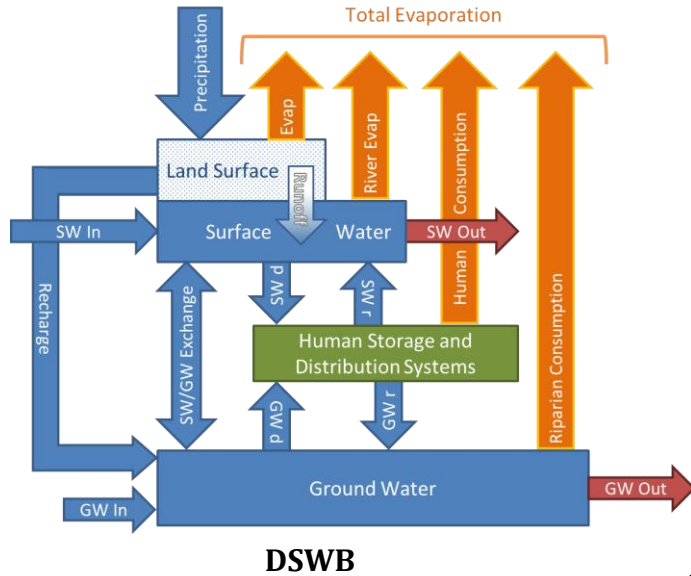 Total Evaporation
Precipitation
Evap
River Evap
Human Consumption
Riparian Consumption
Land Surface
Runoff
SW In
Surface Water
SW Out
Recharge
SW/GW Exchange
SW d
SW r
Human Storage and
Distribution Systems
GW d
GW r
Ground Water
GW In
GW Out
DSWB